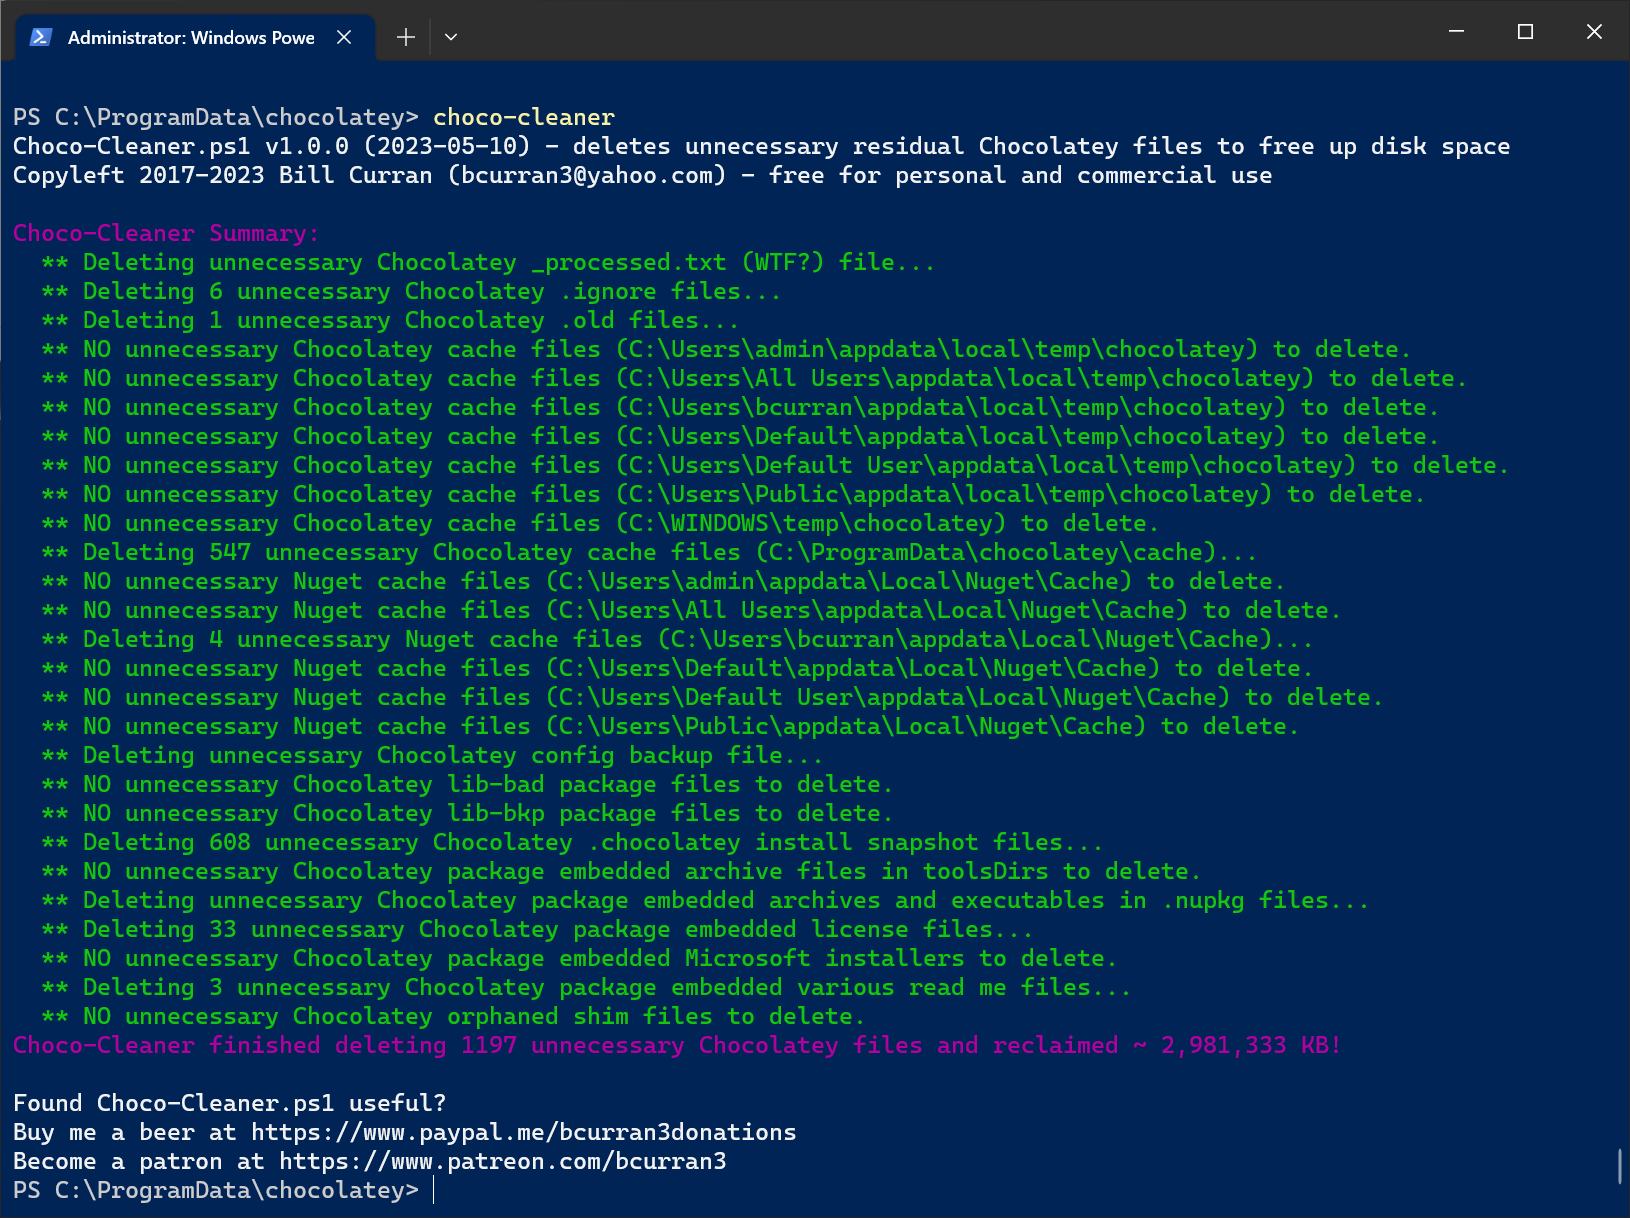 Administrator: Windows Powe
PS C:\ProgramData\chocolatey> choco-cleaner
Choco-Cleaner.ps1 v1.0.0 (2023-05-10) - deletes unnecessary residual Chocolatey files to free up disk space
Copyleft 2017-2023 Bill Curran (bcurran3@yahoo.com) - free for personal and commercial use
Choco-Cleaner Summary:
** Deleting unnecessary Chocolatey _processed.txt (WTF?) file...
** Deleting 6 unnecessary Chocolatey .ignore files...
** Deleting 1 unnecessary Chocolatey .old files...
** NO unnecessary Chocolatey cache files (C:\Users\admin\appdata\local\temp\chocolatey) to delete.
** NO unnecessary Chocolatey cache files (C:\Users\All Users\appdata\local\temp\chocolatey) to delete.
** NO unnecessary Chocolatey cache files (C:\Users\bcurran\appdata\local\temp\chocolatey) to delete.
** NO unnecessary Chocolatey cache files (C:\Users\Default\appdata\local\temp\chocolatey) to delete.
** NO unnecessary Chocolatey cache files (C:\Users\Default User\appdata\local\temp\chocolatey) to delete.
** NO unnecessary Chocolatey cache files (C:\Users\Public\appdata\local\temp\chocolatey) to delete.
** NO unnecessary Chocolatey cache files (C:\WINDOWS\temp\chocolatey) to delete.
** Deleting 547 unnecessary Chocolatey cache files (C:\ProgramData\chocolatey\cache)...
** NO unnecessary Nuget cache files (C:\Users\admin\appdata\Local\Nuget\Cache) to delete.
** NO unnecessary Nuget cache files (C:\Users\All Users\appdata\Local\Nuget\Cache) to delete.
** Deleting 4 unnecessary Nuget cache files (C:\Users\bcurran\appdata\Local\Nuget\Cache)...
** NO unnecessary Nuget cache files (C:\Users\Default\appdata\Local\Nuget\Cache) to delete.
** NO unnecessary Nuget cache files (C:\Users\Default User\appdata\Local\Nuget\Cache) to delete.
** NO unnecessary Nuget cache files (C:\Users\Public\appdata\Local\Nuget\Cache) to delete.
** Deleting unnecessary Chocolatey config backup file...
** NO unnecessary Chocolatey lib-bad package files to delete.
** NO unnecessary Chocolatey lib-bkp package files to delete.
** Deleting 608 unnecessary Chocolatey .chocolatey install snapshot files...
** NO unnecessary Chocolatey package embedded archive files in toolsDirs to delete.
** Deleting unnecessary Chocolatey package embedded archives and executables in .nupkg files...
** Deleting 33 unnecessary Chocolatey package embedded license files...
** NO unnecessary Chocolatey package embedded Microsoft installers to delete.
** Deleting 3 unnecessary Chocolatey package embedded various read me files...
** NO unnecessary Chocolatey orphaned shim files to delete.
Choco-Cleaner finished deleting 1197 unnecessary Chocolatey files and reclaimed ~ 2,981,333 KB!
Found Choco-Cleaner.ps1 useful?
Buy me a beer at https://www.paypal.me/bcurran3donations
Become a patron at https://www.patreon.com/bcurran3
PS C:\ProgramData\chocolatey>